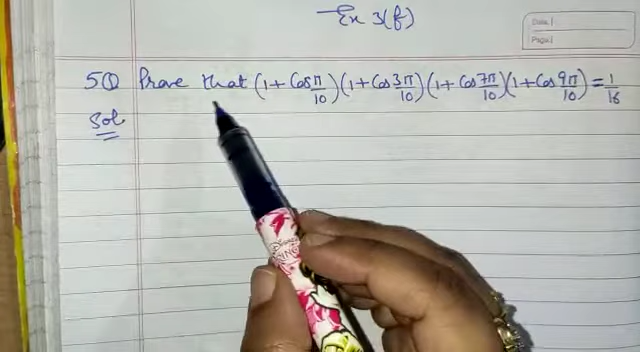 Ex 3(f)
Date |
Page |
5Q Prove that (1+ Cos π/10)(1+ Cos 3π/10)(1+ Cos 7π/10)(1+ Cos 9π/10) = 1/16
Sol